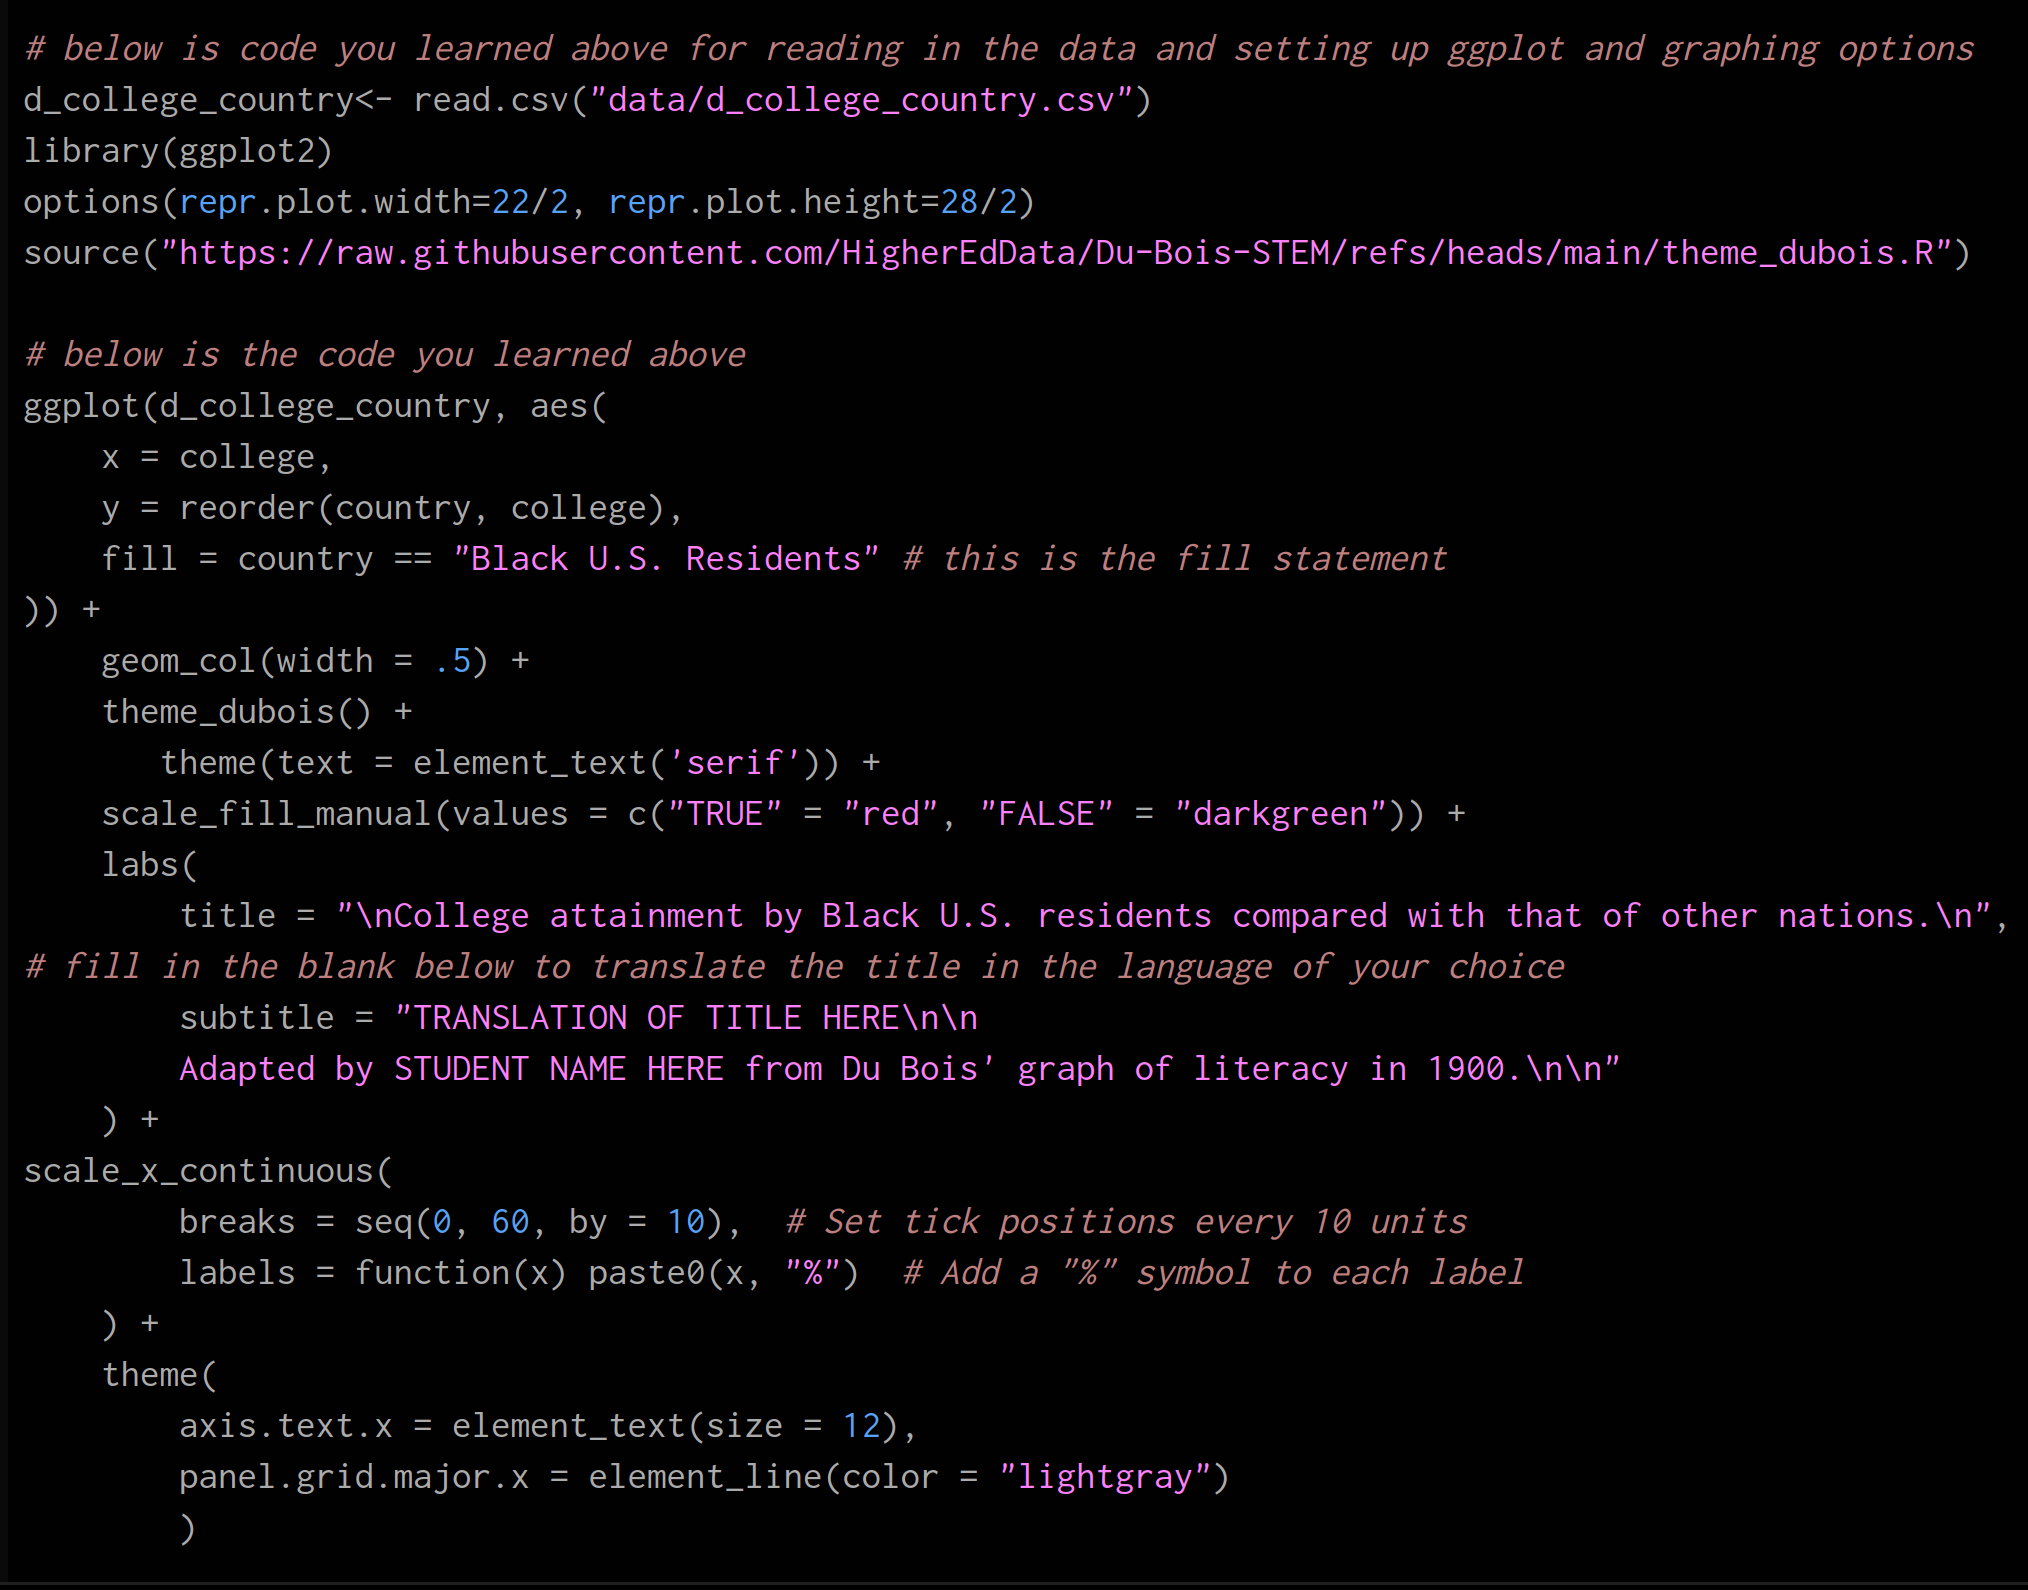 # below is code you learned above for reading in the data and setting up ggplot and graphing options
d_college_country<- read.csv("data/d_college_country.csv")
library(ggplot2)
options(repr.plot.width=22/2, repr.plot.height=28/2)
source("https://raw.githubusercontent.com/HigherEdData/Du-Bois-STEM/refs/heads/main/theme_dubois.R")

# below is the code you learned above
ggplot(d_college_country, aes(
    x = college,
    y = reorder(country, college),
    fill = country == "Black U.S. Residents" # this is the fill statement
)) +
    geom_col(width = .5) +
    theme_dubois() +
       theme(text = element_text('serif')) +
    scale_fill_manual(values = c("TRUE" = "red", "FALSE" = "darkgreen")) +
    labs(
        title = "\nCollege attainment by Black U.S. residents compared with that of other nations.\n",
# fill in the blank below to translate the title in the language of your choice
        subtitle = "TRANSLATION OF TITLE HERE\n\n
        Adapted by STUDENT NAME HERE from Du Bois' graph of literacy in 1900.\n\n"
    ) +
scale_x_continuous(
        breaks = seq(0, 60, by = 10),  # Set tick positions every 10 units
        labels = function(x) paste0(x, "%")  # Add a "%" symbol to each label
    ) +
    theme(
        axis.text.x = element_text(size = 12),
        panel.grid.major.x = element_line(color = "lightgray")
        )